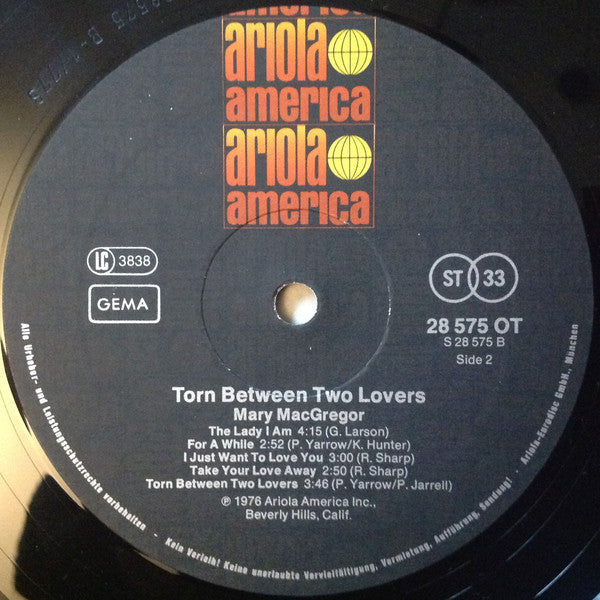 america
ariola
america
ariola
america
LC 3838
GEMA
ST 33
28 575 OT
S 28 575 B
Side 2
Torn Between Two Lovers
Mary MacGregor
The Lady I Am 4:15 (G. Larson)
For A While 2:52 (P. Yarrow/K. Hunter)
I Just Want To Love You 3:00 (R. Sharp)
Take Your Love Away 2:50 (R. Sharp)
Torn Between Two Lovers 3:46 (P. Yarrow/P. Jarrell)
℗ 1976 Ariola America Inc.,
Beverly Hills, Calif.
Alle Urheber- und Leistungsschutzrechte vorbehalten - Kein Verleih! Keine unerlaubte Vervielfältigung, Vermietung, Aufführung, Sendung! - Ariola-Eurodisc GmbH., München